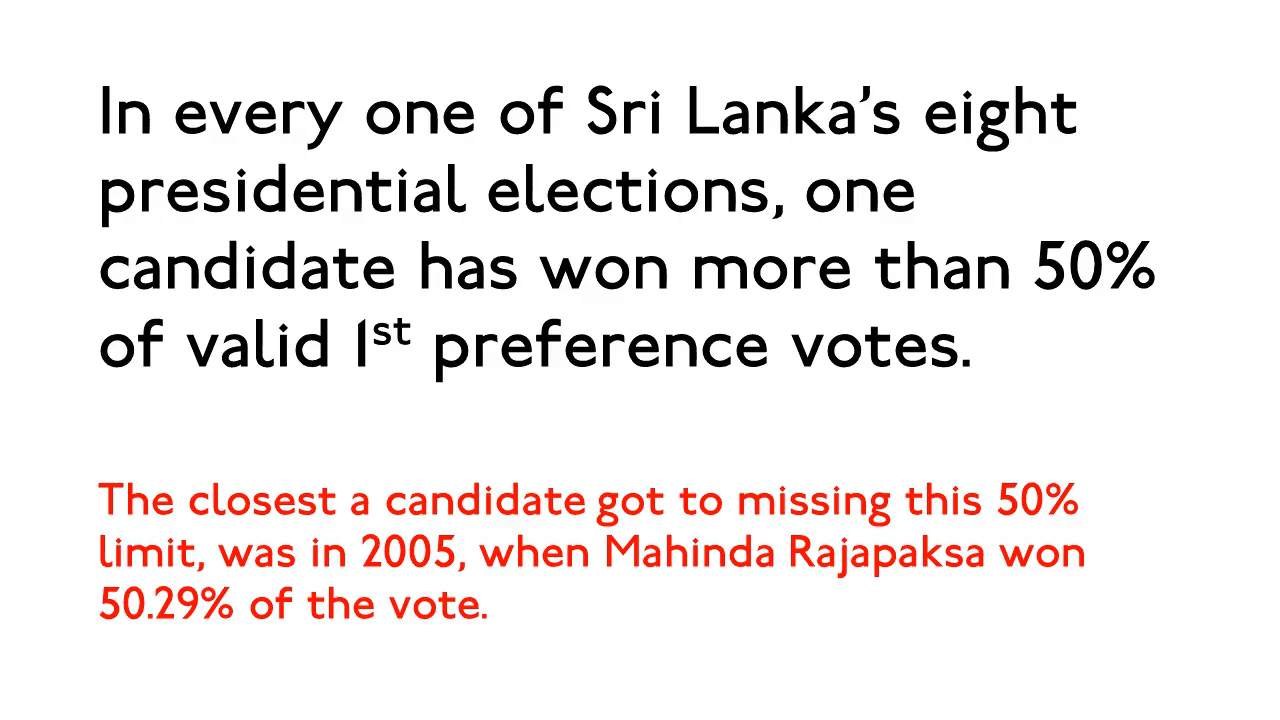 In every one of Sri Lanka’s eight
presidential elections, one
candidate has won more than 50%
of valid 1st preference votes.
The closest a candidate got to missing this 50%
limit, was in 2005, when Mahinda Rajapaksa won
50.29% of the vote.